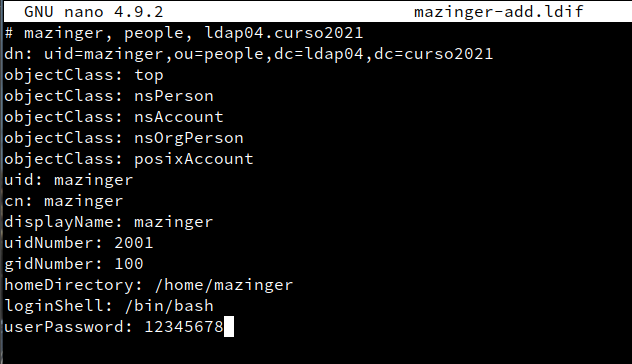 GNU nano 4.9.2 mazinger-add.ldif
# mazinger, people, ldap04.curso2021
dn: uid=mazinger,ou=people,dc=ldap04,dc=curso2021
objectClass: top
objectClass: nsPerson
objectClass: nsAccount
objectClass: nsOrgPerson
objectClass: posixAccount
uid: mazinger
cn: mazinger
displayName: mazinger
uidNumber: 2001
gidNumber: 100
homeDirectory: /home/mazinger
loginShell: /bin/bash
userPassword: 12345678